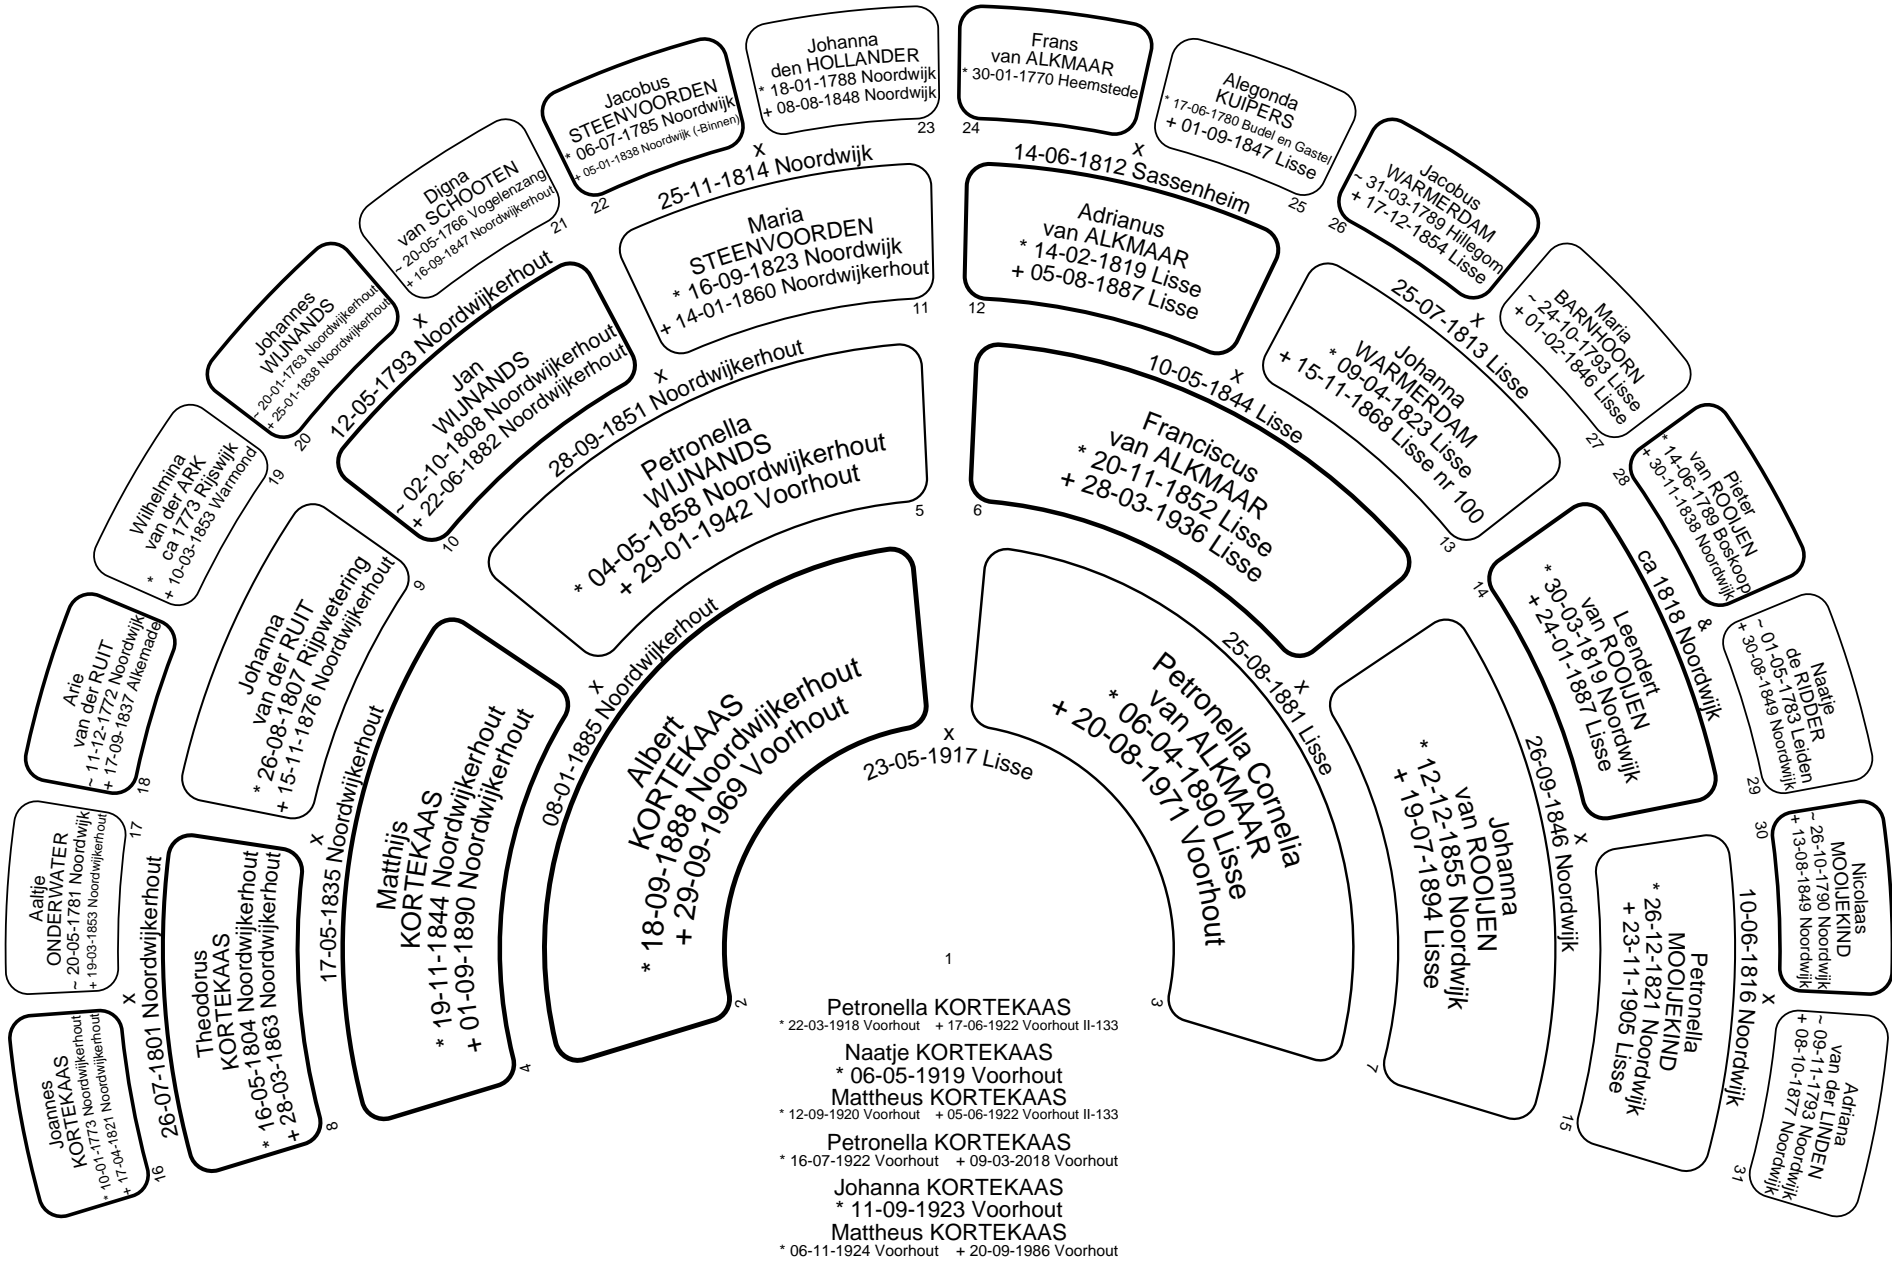 Johanna
den HOLLANDER
* 18-01-1788 Noordwijk
+ 08-08-1848 Noordwijk
23
Frans
van ALKMAAR
* 30-01-1770 Heemstede
24
Jacobus
STEENVOORDEN
* 06-07-1785 Noordwijk
+ 05-01-1838 Noordwijk (-Binnen)
22
x
25-11-1814 Noordwijk
Alegonda
KUIPERS
* 17-06-1780 Budel en Gastel
+ 01-09-1847 Lisse
25
x
14-06-1812 Sassenheim
Digna
van SCHOOTEN
~ 20-05-1766 Vogelenzang
+ 16-09-1847 Noordwijkerhout
21
Jacobus
WARMERDAM
~ 31-03-1789 Hillegom
+ 17-12-1854 Lisse
26
Maria
STEENVOORDEN
* 16-09-1823 Noordwijk
+ 14-01-1860 Noordwijkerhout
11
Adrianus
van ALKMAAR
* 14-02-1819 Lisse
+ 05-08-1887 Lisse
12
Johannes
WIJNANDS
~ 20-01-1763 Noordwijkerhout
+ 25-01-1838 Noordwijkerhout
20
x
12-05-1793 Noordwijkerhout
Maria
BARNHOORN
~ 24-10-1793 Lisse
+ 01-02-1846 Lisse
27
x
25-07-1813 Lisse
Jan
WIJNANDS
~ 02-10-1808 Noordwijkerhout
+ 22-06-1882 Noordwijkerhout
10
x
28-09-1851 Noordwijkerhout
Johanna
WARMERDAM
* 09-04-1823 Lisse
+ 15-11-1868 Lisse nr 100
13
x
10-05-1844 Lisse
Wilhelmina
van der ARK
* ca 1773 Rijswijk
+ 10-03-1853 Warmond
19
Pieter
van ROOIJEN
* 14-06-1789 Boskoop
+ 30-11-1838 Noordwijk
28
Petronella
WIJNANDS
* 04-05-1858 Noordwijkerhout
+ 29-01-1942 Voorhout
5
Franciscus
van ALKMAAR
* 20-11-1852 Lisse
+ 28-03-1936 Lisse
6
Arie
van der RUIT
~ 11-12-1772 Noordwijk
+ 17-09-1837 Alkemade
18
Johanna
van der RUIT
* 26-08-1807 Rijpwetering
+ 15-11-1876 Noordwijkerhout
9
Leendert
van ROOIJEN
* 30-03-1819 Noordwijk
+ 24-01-1887 Lisse
14
&
ca 1818 Noordwijk
Naatje
de RIDDER
~ 01-05-1783 Leiden
+ 30-08-1849 Noordwijk
29
x
17-05-1835 Noordwijkerhout
Matthijs
KORTEKAAS
* 19-11-1844 Noordwijkerhout
+ 01-09-1890 Noordwijkerhout
4
x
08-01-1885 Noordwijkerhout
Albert
KORTEKAAS
* 18-09-1888 Noordwijkerhout
+ 29-09-1969 Voorhout
2
x
23-05-1917 Lisse
Petronella Cornelia
van ALKMAAR
* 06-04-1890 Lisse
+ 20-08-1971 Voorhout
3
x
25-08-1881 Lisse
Johanna
van ROOIJEN
* 12-12-1855 Noordwijk
+ 19-07-1894 Lisse
7
x
26-09-1846 Noordwijk
Aaltje
ONDERWATER
~ 20-05-1781 Noordwijk
+ 19-03-1853 Noordwijkerhout
17
x
26-07-1801 Noordwijkerhout
Theodorus
KORTEKAAS
* 16-05-1804 Noordwijkerhout
+ 28-03-1863 Noordwijkerhout
8
Petronella
MOOIJEKIND
* 26-12-1821 Noordwijk
+ 23-11-1905 Lisse
15
x
10-06-1816 Noordwijk
Nicolaas
MOOIJEKIND
~ 26-10-1790 Noordwijk
+ 13-08-1849 Noordwijk
30
Joannes
KORTEKAAS
* 10-01-1773 Noordwijkerhout
+ 17-04-1821 Noordwijkerhout
16
Adriana
van der LINDEN
~ 09-11-1793 Noordwijk
+ 08-10-1877 Noordwijk
31
1
Petronella KORTEKAAS
* 22-03-1918 Voorhout + 17-06-1922 Voorhout II-133
Naatje KORTEKAAS
* 06-05-1919 Voorhout
Mattheus KORTEKAAS
* 12-09-1920 Voorhout + 05-06-1922 Voorhout II-133
Petronella KORTEKAAS
* 16-07-1922 Voorhout + 09-03-2018 Voorhout
Johanna KORTEKAAS
* 11-09-1923 Voorhout
Mattheus KORTEKAAS
* 06-11-1924 Voorhout + 20-09-1986 Voorhout